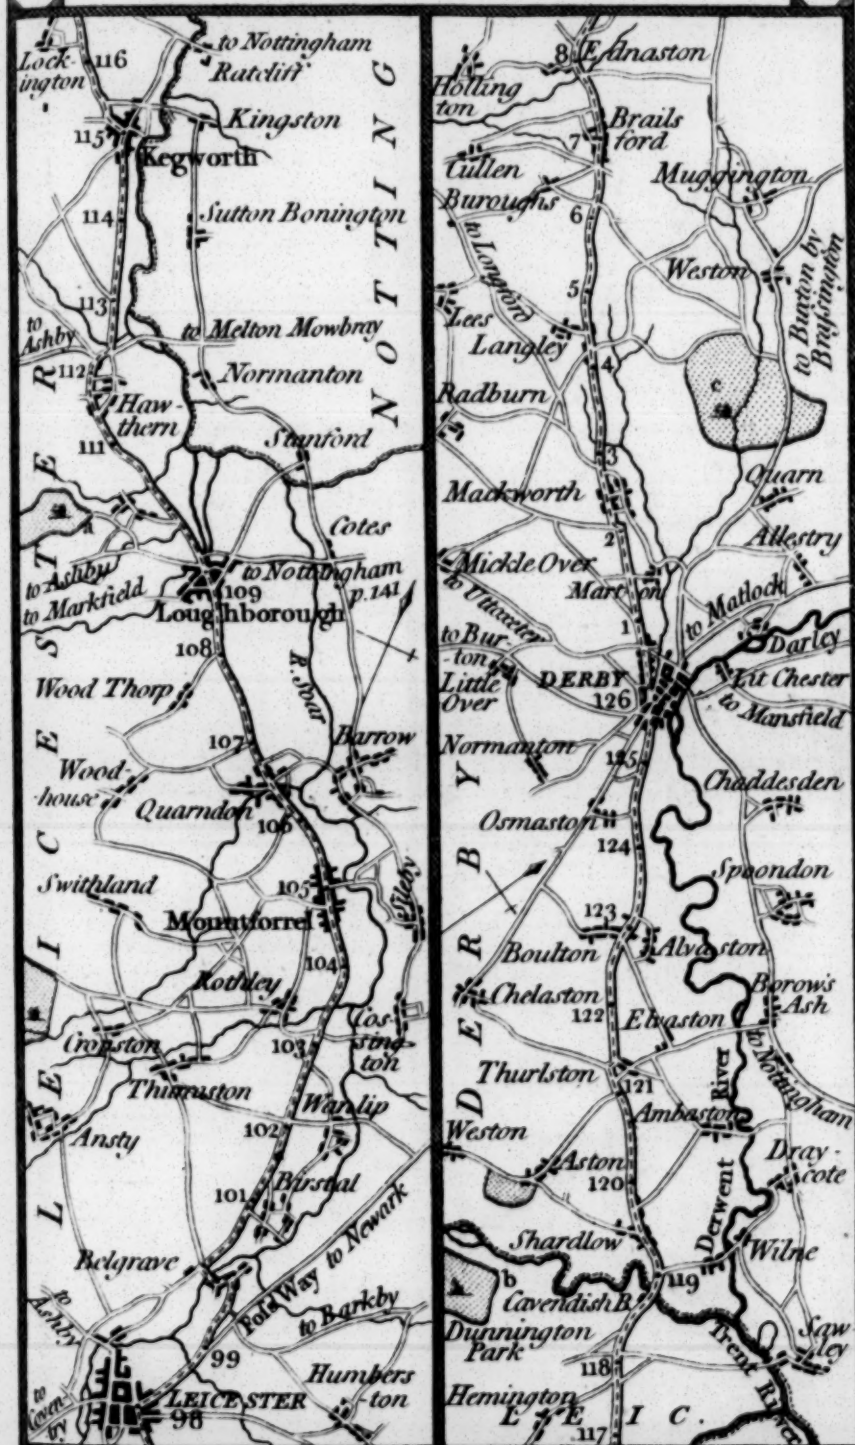 Lock-
ington
116
to Nottingham
Ratcliff
115
Kingston
Kegworth
114
Sutton Bonington
113
to
Ashby
to Melton Mowbray
112
Normanton
Haw-
thern
111
Stanford
a
Cotes
to Ashby
to Markfield
109
to Nottingham
p.141
Loughborough
108
R. Soar
Wood Thorp
107
Barrow
Wood-
-house
Quarndon
106
Swithland
105
Sileby
Mountsorrel
104
Rothley
Cos-
sing-
ton
Cropston
103
Thurmaston
Wanlip
102
Ansty
101
Birstal
Belgrave
to Newark
Foss Way
to
Ashby
to Barkby
99
Humbers
-ton
to
Coven-
try
LEICESTER
98
LEICESTER
NOTTING
8
Ednaston
Holling
ton
Brails
ford
7
Cullen
Muggington
Buroughs
6
to Longford
Weston
5
to Buxton by
Brassington
Lees
Langley
4
c
Radburn
3
Quarn
Mackworth
2
Allestry
Mickle Over
to Uttoxeter
Marton
1
to Matlock
to Bur-
-ton
Darley
Little
Over
DERBY
126
Lit Chester
to Mansfield
Normanton
125
Chaddesden
Osmaston
124
Spoondon
123
Boulton
Alvaston
Chelaston
122
Borow's
Ash
Elvaston
Thurlston
121
to Nottingham
Ambaston
Weston
Aston
120
Dray-
cote
Derwent River
Shardlow
Wilne
119
b
Cavendish B.
Dunnington
Park
Trent River
Saw-
ley
118
Hemington
LEIC.
117
DERBY